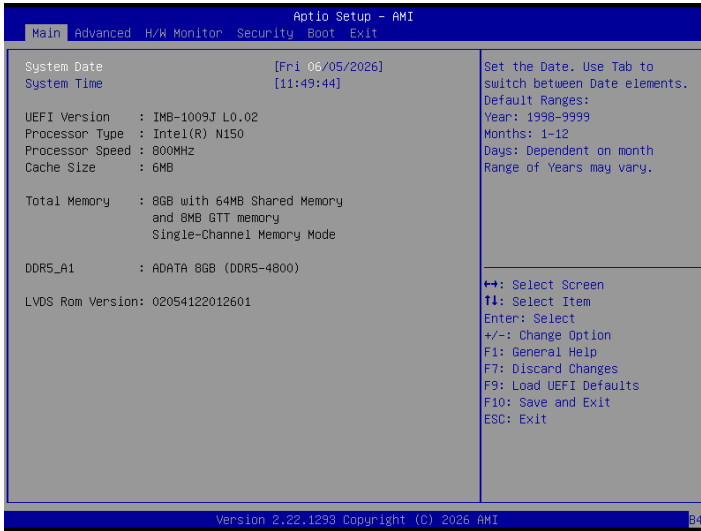 Aptio Setup - AMI
Main Advanced H/W Monitor Security Boot Exit
System Date [Fri 06/05/2026]
System Time [11:49:44]
UEFI Version : IMB-1009J L0.02
Processor Type : Intel(R) N150
Processor Speed : 800MHz
Cache Size : 6MB
Total Memory : 8GB with 64MB Shared Memory
and 8MB GTT memory
Single-Channel Memory Mode
DDR5_A1 : ADATA 8GB (DDR5-4800)
LVDS Rom Version: 02054122012601
Set the Date. Use Tab to
switch between Date elements.
Default Ranges:
Year: 1998-9999
Months: 1-12
Days: Dependent on month
Range of Years may vary.
↔: Select Screen
↑↓: Select Item
Enter: Select
+/-: Change Option
F1: General Help
F7: Discard Changes
F9: Load UEFI Defaults
F10: Save and Exit
ESC: Exit
Version 2.22.1293 Copyright (C) 2026 AMI
B4